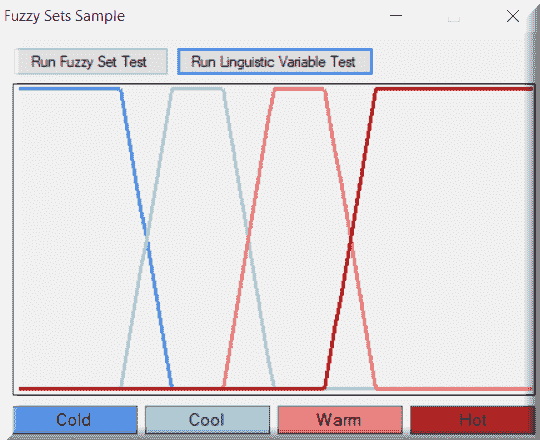 Fuzzy Sets Sample
Run Fuzzy Set Test
Run Linguistic Variable Test
Cold
Cool
Warm
Hot